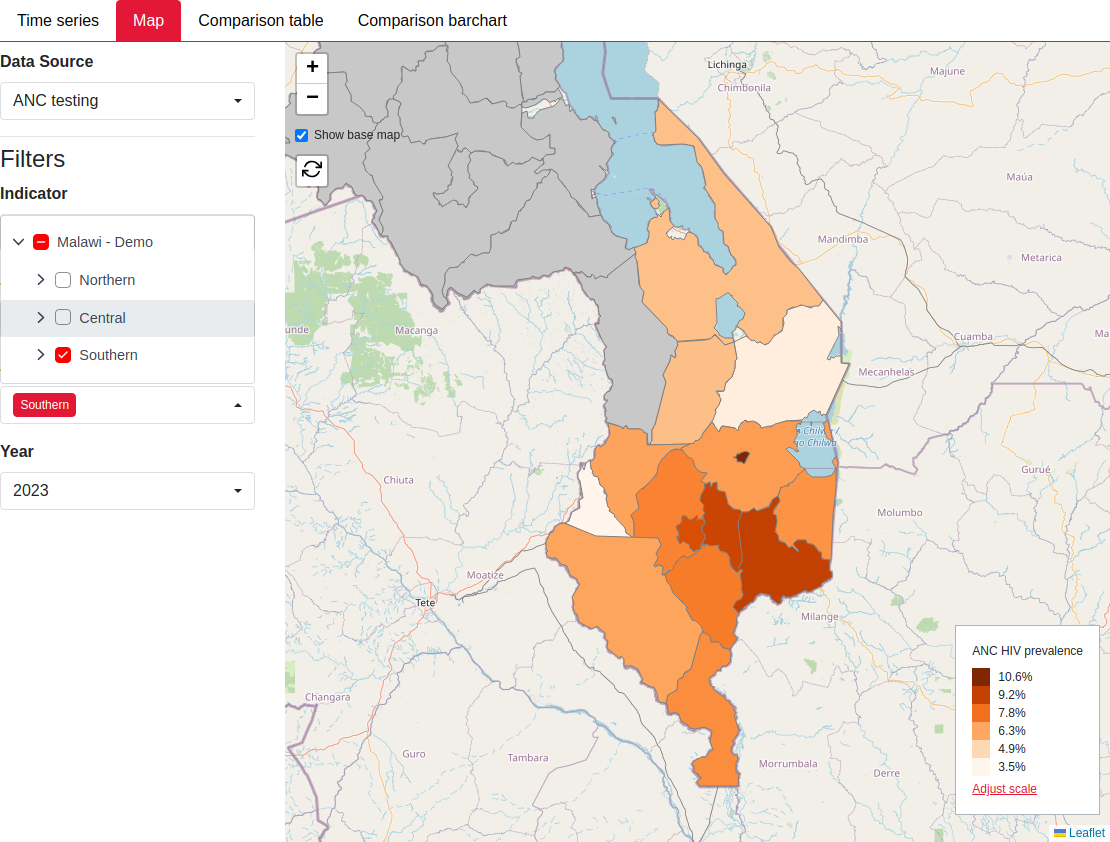 Time series
Map
Comparison table
Comparison barchart
Data Source
ANC testing
Filters
Indicator
Malawi - Demo
Northern
Central
Southern
Southern
Year
2023
+
−
Show base map
Lichinga
Chimbonila
Majune
Maúa
Mandimba
Metarica
unde
Macanga
Cuamba
Ma
Mecanhelas
Chilwa
go Chilwa
Gurué
Chiuta
Molumbo
Moatize
Tete
Milange
Changara
Guro
Tambara
Morrumbala
Derre
ANC HIV prevalence
10.6%
9.2%
7.8%
6.3%
4.9%
3.5%
Adjust scale
Leaflet